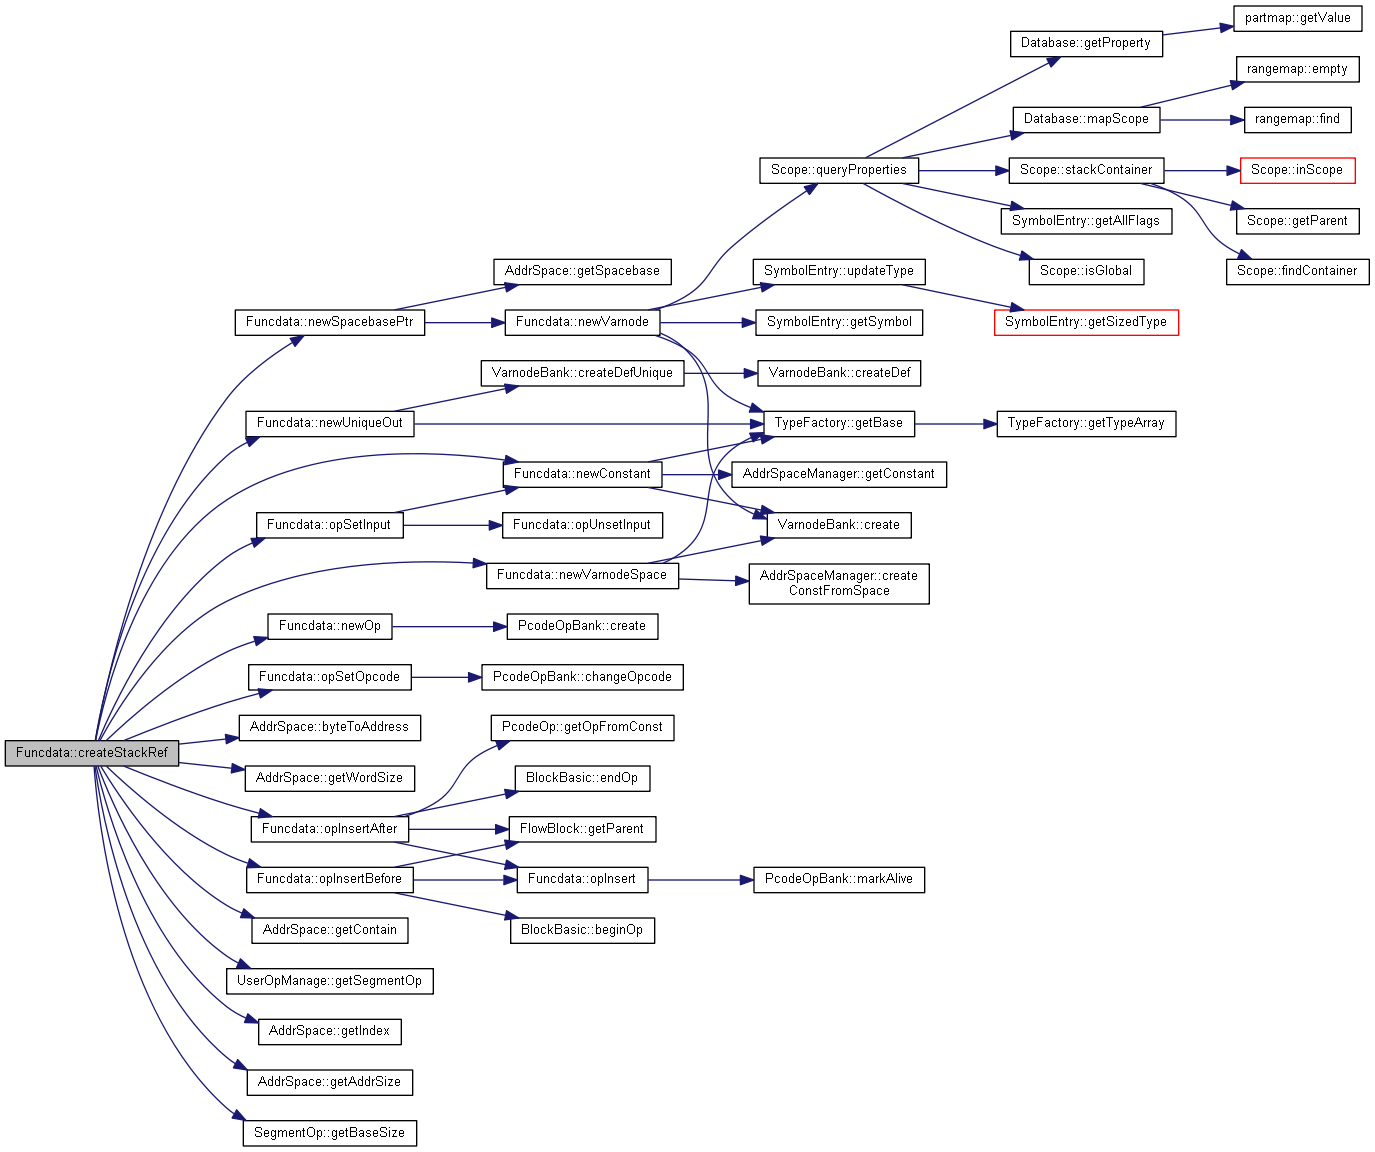 partmap::getValue
Database::getProperty
rangemap::empty
Database::mapScope
rangemap::find
Scope::queryProperties
Scope::stackContainer
Scope::inScope
SymbolEntry::getAllFlags
Scope::getParent
AddrSpace::getSpacebase
SymbolEntry::updateType
Scope::isGlobal
Scope::findContainer
Funcdata::newSpacebasePtr
Funcdata::newVarnode
SymbolEntry::getSymbol
SymbolEntry::getSizedType
VarnodeBank::createDefUnique
VarnodeBank::createDef
Funcdata::newUniqueOut
TypeFactory::getBase
TypeFactory::getTypeArray
Funcdata::newConstant
AddrSpaceManager::getConstant
Funcdata::opSetInput
Funcdata::opUnsetInput
VarnodeBank::create
Funcdata::newVarnodeSpace
AddrSpaceManager::create
ConstFromSpace
Funcdata::newOp
PcodeOpBank::create
Funcdata::opSetOpcode
PcodeOpBank::changeOpcode
AddrSpace::byteToAddress
PcodeOp::getOpFromConst
Funcdata::createStackRef
AddrSpace::getWordSize
BlockBasic::endOp
Funcdata::opInsertAfter
FlowBlock::getParent
Funcdata::opInsertBefore
Funcdata::opInsert
PcodeOpBank::markAlive
AddrSpace::getContain
BlockBasic::beginOp
UserOpManage::getSegmentOp
AddrSpace::getIndex
AddrSpace::getAddrSize
SegmentOp::getBaseSize